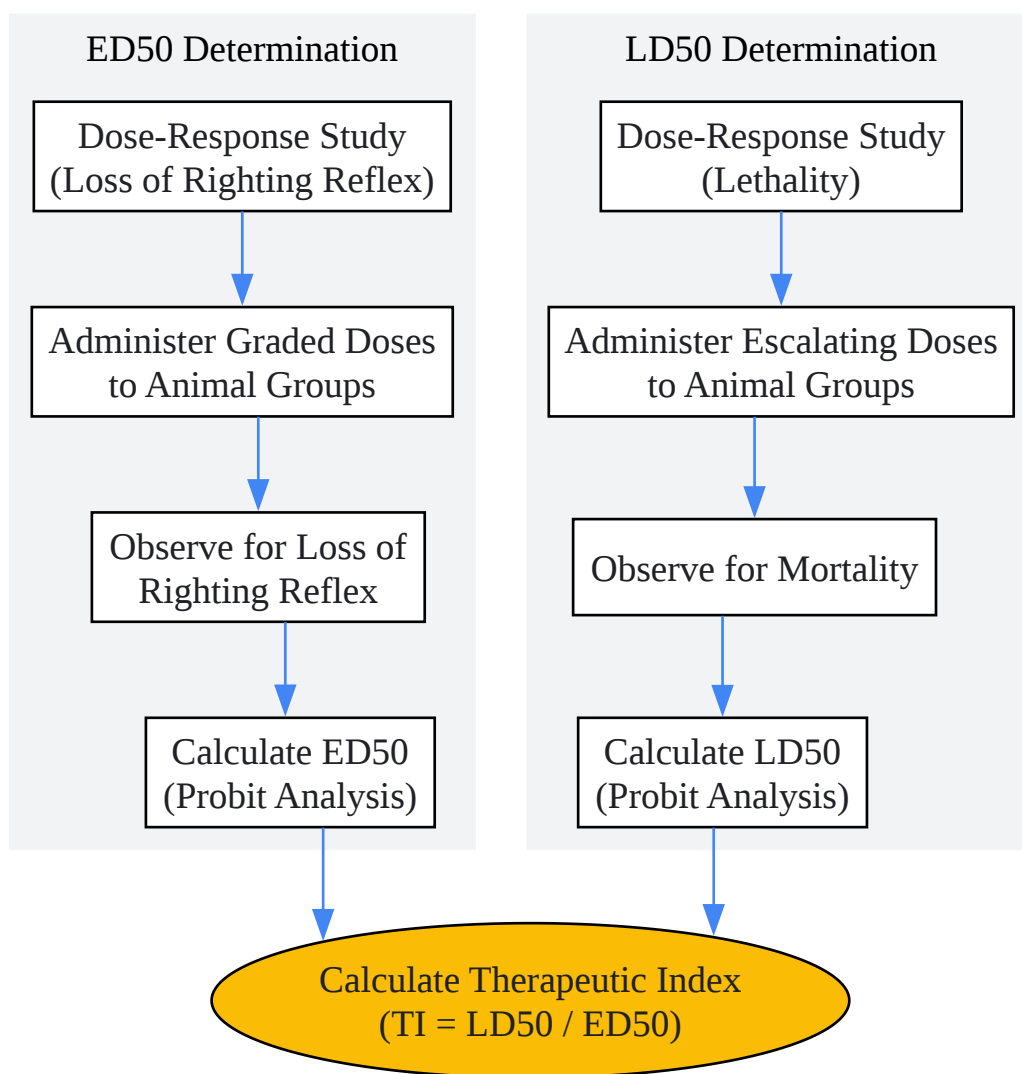 ED50 Determination
Dose-Response Study
(Loss of Righting Reflex)
Administer Graded Doses
to Animal Groups
Observe for Loss of
Righting Reflex
Calculate ED50
(Probit Analysis)
LD50 Determination
Dose-Response Study
(Lethality)
Administer Escalating Doses
to Animal Groups
Observe for Mortality
Calculate LD50
(Probit Analysis)
Calculate Therapeutic Index
(TI = LD50 / ED50)